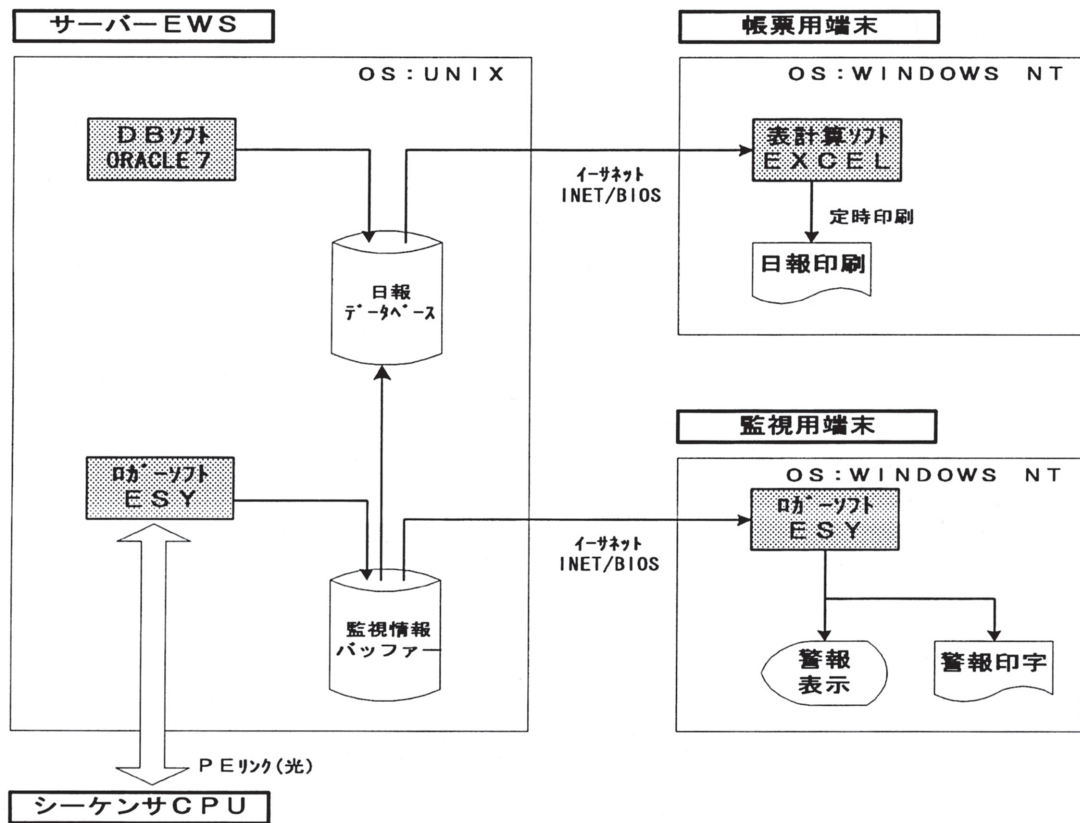 サーバーEWS
OS:UNIX
DBソフト
ORACLE7
日報
データベース
ロガーソフト
ESY
監視情報
バッファー
PEリンク(光)
シーケンサCPU
イーサネット
INET/BIOS
帳票用端末
OS:WINDOWS NT
表計算ソフト
EXCEL
定時印刷
日報印刷
イーサネット
INET/BIOS
監視用端末
OS:WINDOWS NT
ロガーソフト
ESY
警報
表示
警報印字